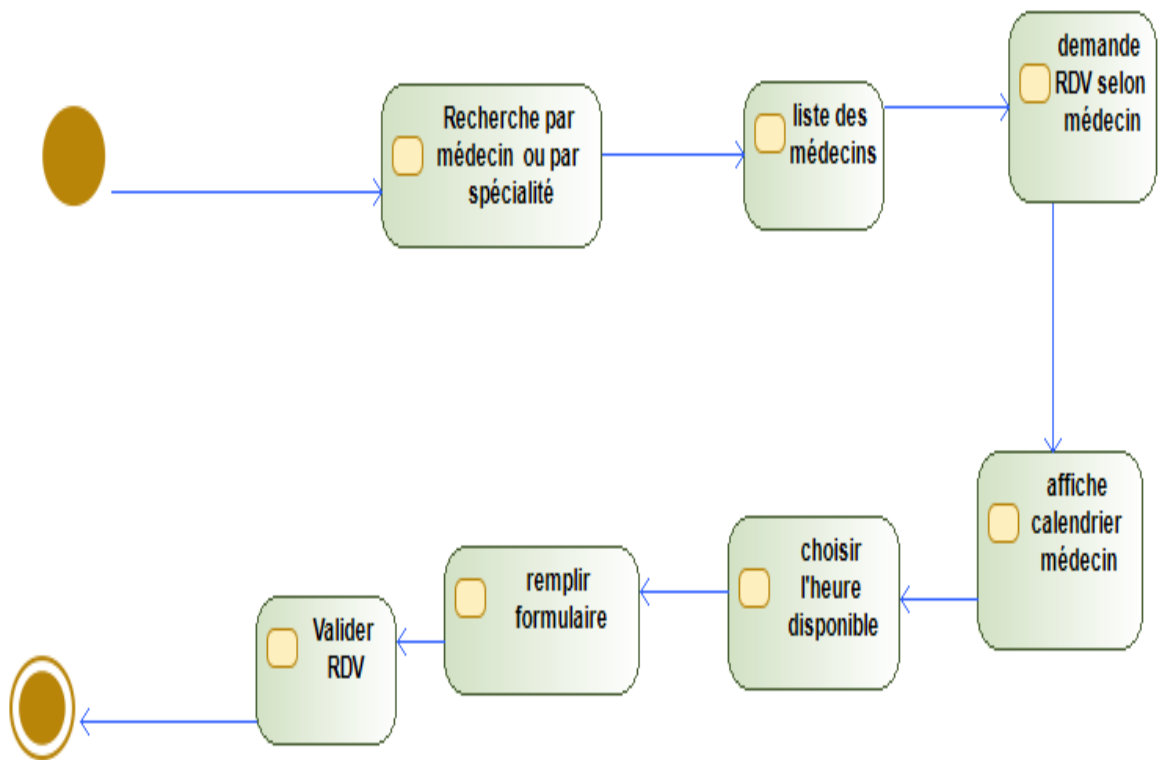 Recherche par
médecin ou par
spécialité
liste des
médecins
demande
RDV selon
médecin
affiche
calendrier
médecin
choisir
l'heure
disponible
remplir
formulaire
Valider
RDV